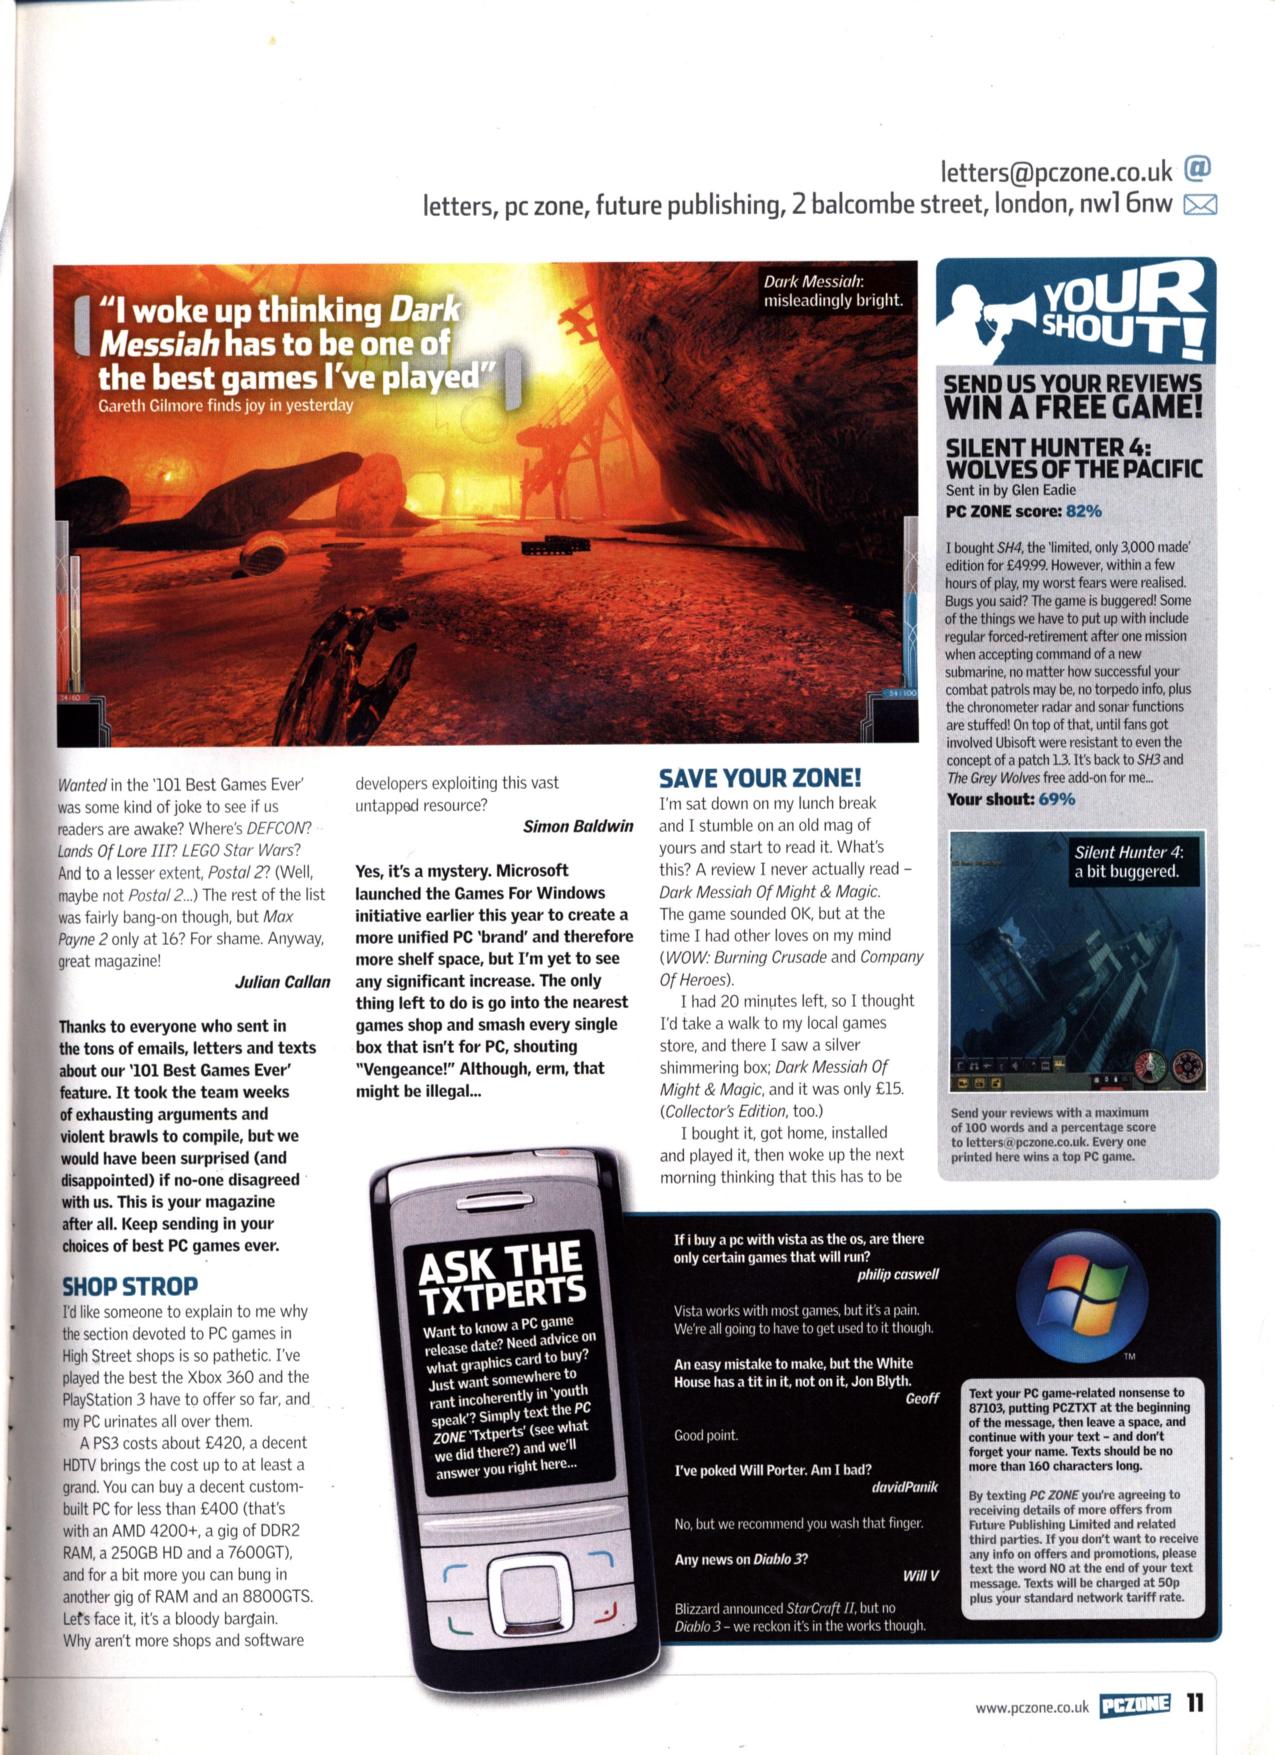 letters@pczone.co.uk @
letters, pc zone, future publishing, 2 balcombe street, london, nw1 6nw
"I woke up thinking Dark
Messiah has to be one of
the best games I've played"
Gareth Gilmore finds joy in yesterday
Dark Messiah:
misleadingly bright.
34/60
54/100
Wanted in the '101 Best Games Ever'
was some kind of joke to see if us
readers are awake? Where's DEFCON?
Lands Of Lore III? LEGO Star Wars?
And to a lesser extent, Postal 2? (Well,
maybe not Postal 2...) The rest of the list
was fairly bang-on though, but Max
Payne 2 only at 16? For shame. Anyway,
great magazine!
Julian Callan
Thanks to everyone who sent in
the tons of emails, letters and texts
about our '101 Best Games Ever'
feature. It took the team weeks
of exhausting arguments and
violent brawls to compile, but we
would have been surprised (and
disappointed) if no-one disagreed
with us. This is your magazine
after all. Keep sending in your
choices of best PC games ever.
SHOP STROP
I'd like someone to explain to me why
the section devoted to PC games in
High Street shops is so pathetic. I've
played the best the Xbox 360 and the
PlayStation 3 have to offer so far, and
my PC urinates all over them.
A PS3 costs about £420, a decent
HDTV brings the cost up to at least a
grand. You can buy a decent custom-
built PC for less than £400 (that's
with an AMD 4200+, a gig of DDR2
RAM, a 250GB HD and a 7600GT),
and for a bit more you can bung in
another gig of RAM and an 8800GTS.
Let's face it, it's a bloody bargain.
Why aren't more shops and software
developers exploiting this vast
untapped resource?
Simon Baldwin
Yes, it's a mystery. Microsoft
launched the Games For Windows
initiative earlier this year to create a
more unified PC 'brand' and therefore
more shelf space, but I'm yet to see
any significant increase. The only
thing left to do is go into the nearest
games shop and smash every single
box that isn't for PC, shouting
"Vengeance!" Although, erm, that
might be illegal...
SAVE YOUR ZONE!
I'm sat down on my lunch break
and I stumble on an old mag of
yours and start to read it. What's
this? A review I never actually read –
Dark Messiah Of Might & Magic.
The game sounded OK, but at the
time I had other loves on my mind
(WOW: Burning Crusade and Company
Of Heroes).
I had 20 minutes left, so I thought
I'd take a walk to my local games
store, and there I saw a silver
shimmering box; Dark Messiah Of
Might & Magic, and it was only £15.
(Collector's Edition, too.)
I bought it, got home, installed
and played it, then woke up the next
morning thinking that this has to be
YOUR
SHOUT!
SEND US YOUR REVIEWS
WIN A FREE GAME!
SILENT HUNTER 4:
WOLVES OF THE PACIFIC
Sent in by Glen Eadie
PC ZONE score: 82%
I bought SH4, the 'limited, only 3,000 made'
edition for £49.99. However, within a few
hours of play, my worst fears were realised.
Bugs you said? The game is buggered! Some
of the things we have to put up with include
regular forced-retirement after one mission
when accepting command of a new
submarine, no matter how successful your
combat patrols may be, no torpedo info, plus
the chronometer radar and sonar functions
are stuffed! On top of that, until fans got
involved Ubisoft were resistant to even the
concept of a patch 1.3. It's back to SH3 and
The Grey Wolves free add-on for me...
Your shout: 69%
Silent Hunter 4:
a bit buggered.
Send your reviews with a maximum
of 100 words and a percentage score
to letters@pczone.co.uk. Every one
printed here wins a top PC game.
ASK THE
TXTPERTS
Want to know a PC game
release date? Need advice on
what graphics card to buy?
Just want somewhere to
rant incoherently in 'youth
speak'? Simply text the PC
ZONE 'Txtperts' (see what
we did there?) and we'll
answer you right here...
If i buy a pc with vista as the os, are there
only certain games that will run?
philip caswell
Vista works with most games, but it's a pain.
We're all going to have to get used to it though.
An easy mistake to make, but the White
House has a tit in it, not on it, Jon Blyth.
Geoff
Good point.
I've poked Will Porter. Am I bad?
davidPanik
No, but we recommend you wash that finger.
Any news on Diablo 3?
Will V
Blizzard announced StarCraft II, but no
Diablo 3 – we reckon it's in the works though.
TM
Text your PC game-related nonsense to
87103, putting PCZTXT at the beginning
of the message, then leave a space, and
continue with your text – and don't
forget your name. Texts should be no
more than 160 characters long.
By texting PC ZONE you're agreeing to
receiving details of more offers from
Future Publishing Limited and related
third parties. If you don't want to receive
any info on offers and promotions, please
text the word NO at the end of your text
message. Texts will be charged at 50p
plus your standard network tariff rate.
www.pczone.co.uk PCZONE 11